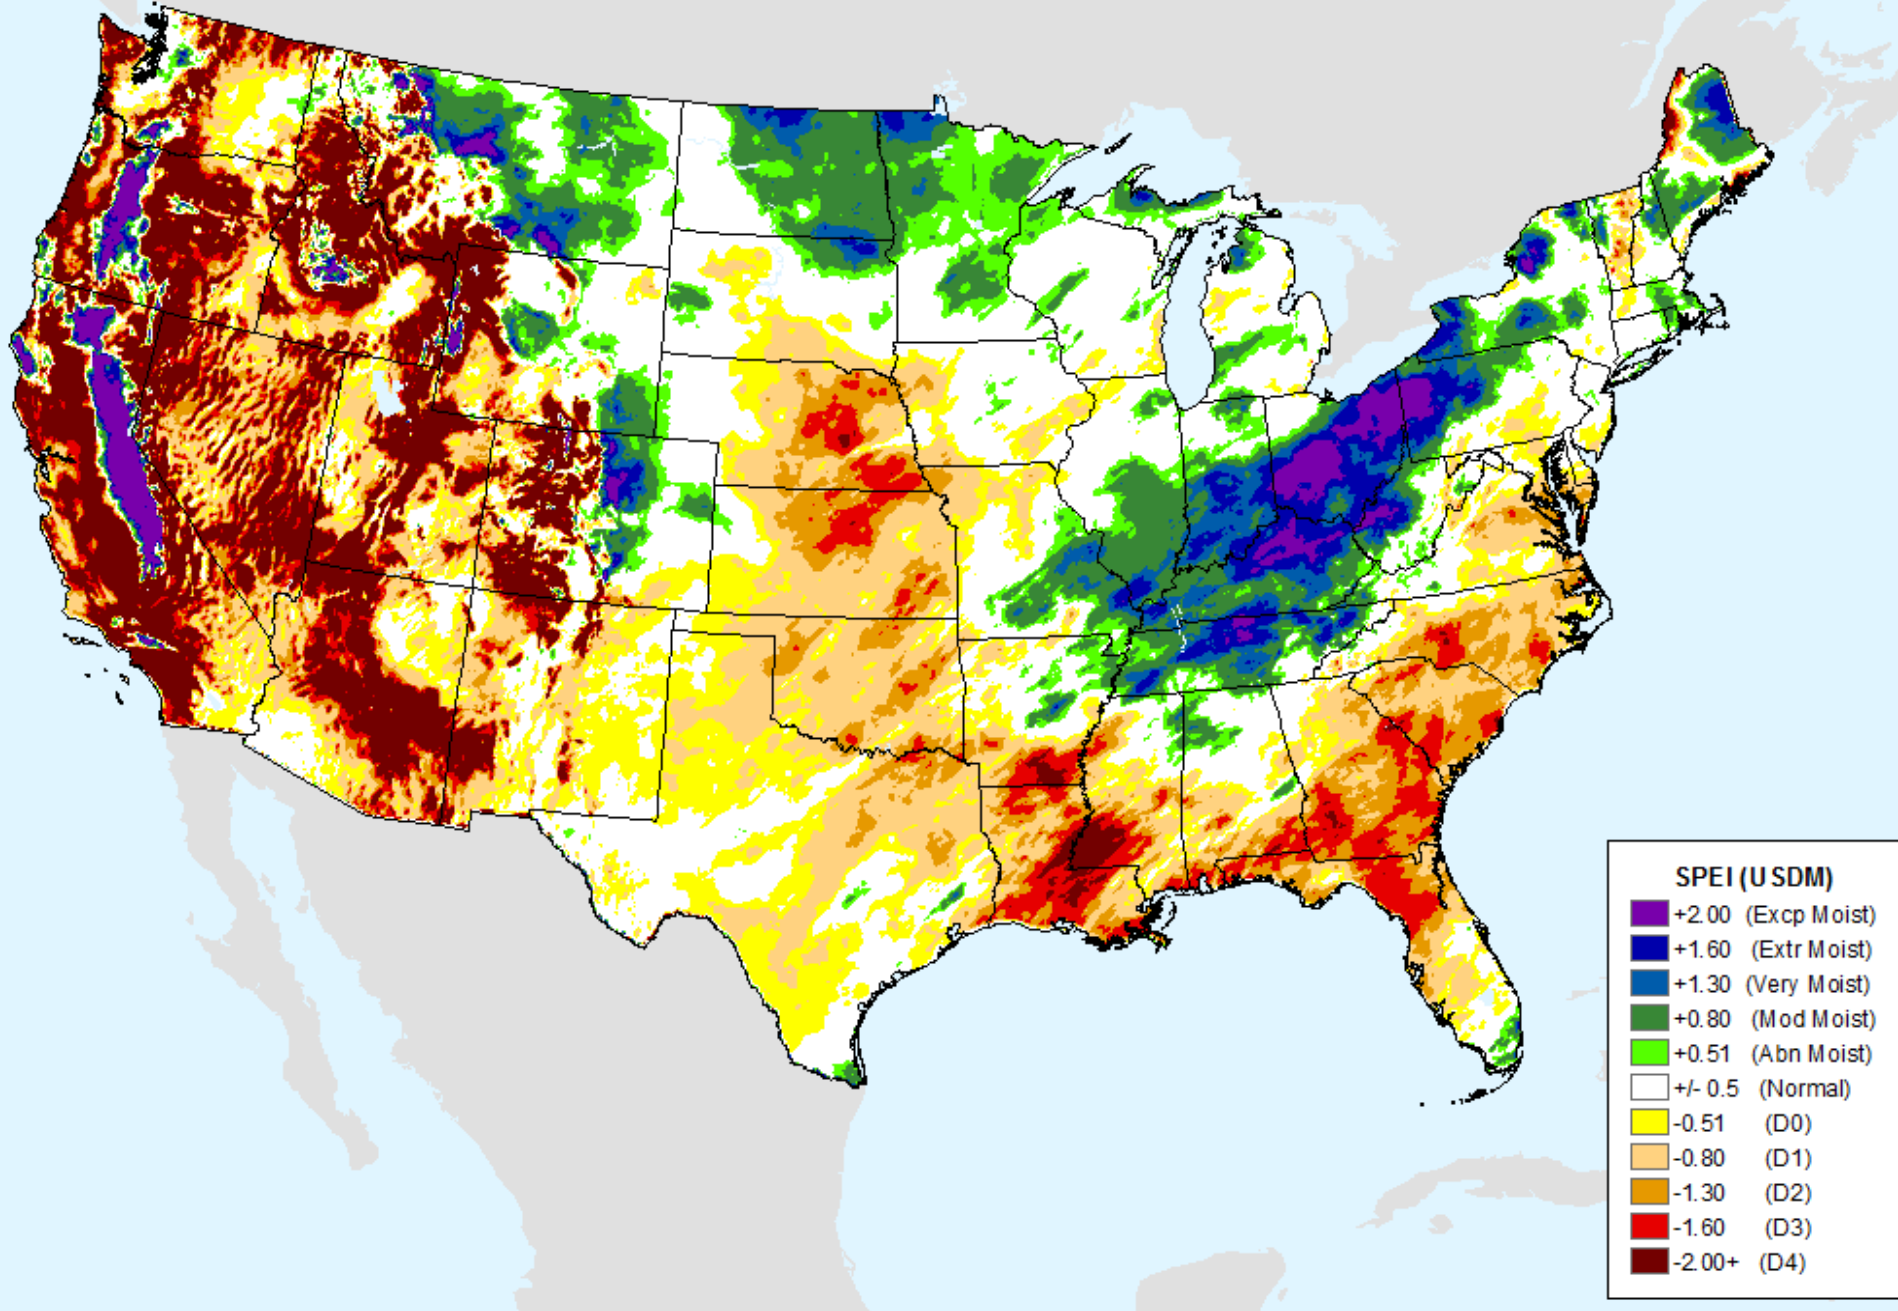 SPEI (USDM)
+2.00 (Excp Moist)
+1.60 (Extr Moist)
+1.30 (Very Moist)
+0.80 (Mod Moist)
+0.51 (Abn Moist)
+/- 0.5 (Normal)
-0.51 (D0)
-0.80 (D1)
-1.30 (D2)
-1.60 (D3)
-2.00+ (D4)